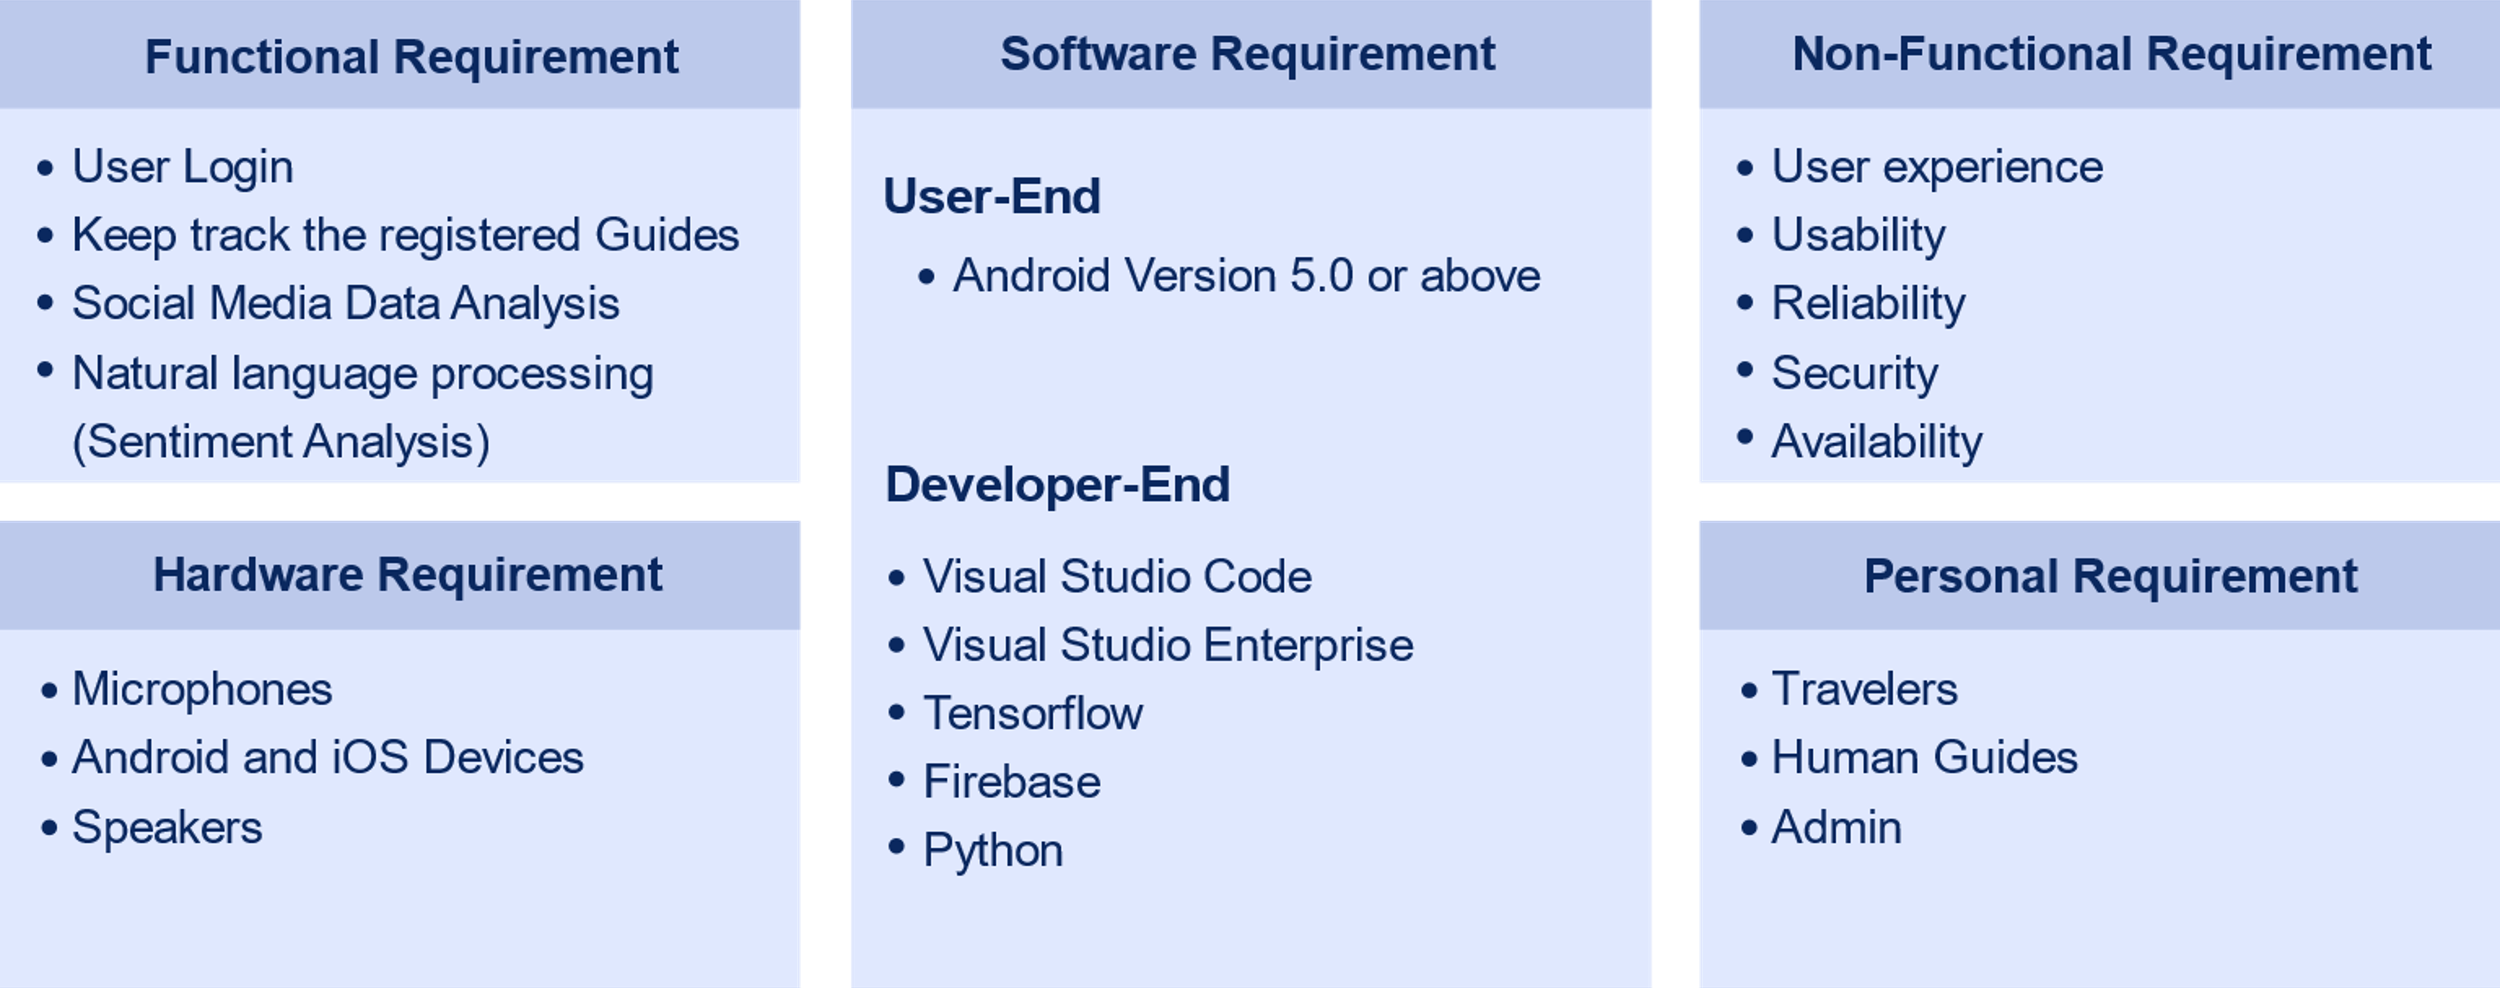 Functional Requirement
• User Login
• Keep track the registered Guides
• Social Media Data Analysis
• Natural language processing
(Sentiment Analysis)
Hardware Requirement
• Microphones
• Android and iOS Devices
• Speakers
Software Requirement
User-End
• Android Version 5.0 or above
Developer-End
• Visual Studio Code
• Visual Studio Enterprise
• Tensorflow
• Firebase
• Python
Non-Functional Requirement
• User experience
• Usability
• Reliability
• Security
• Availability
Personal Requirement
• Travelers
• Human Guides
• Admin